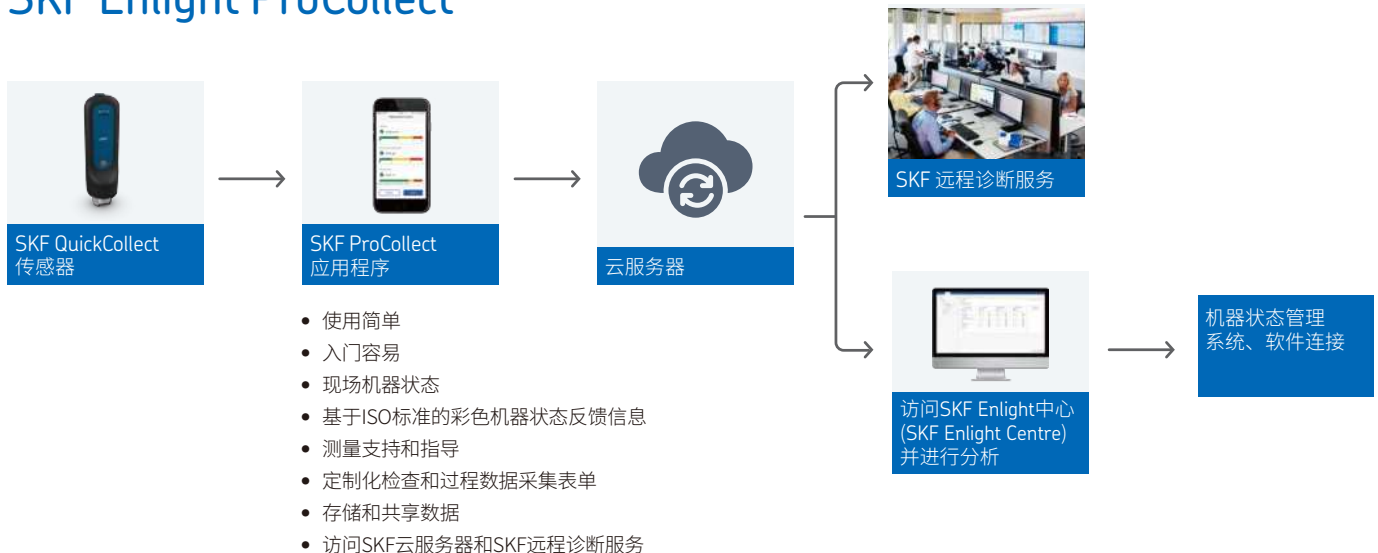 SKF Enlight ProCollect
SKF QuickCollect
传感器
SKF ProCollect
应用程序
云服务器
SKF 远程诊断服务
访问SKF Enlight中心
(SKF Enlight Centre)
并进行分析
机器状态管理
系统、软件连接
• 使用简单
• 入门容易
• 现场机器状态
• 基于ISO标准的彩色机器状态反馈信息
• 测量支持和指导
• 定制化检查和过程数据采集表单
• 存储和共享数据
• 访问SKF云服务器和SKF远程诊断服务